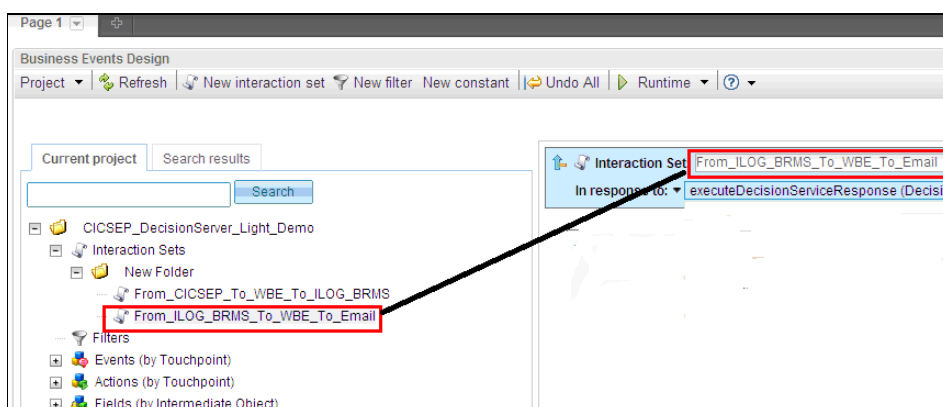 Page 1
Business Events Design
Project Refresh New interaction set New filter New constant Undo All Runtime
Current project Search results
Search
CICSEP_DecisionServer_Light_Demo
Interaction Sets
New Folder
From_CICSEP_To_WBE_To_ILOG_BRMS
From_ILOG_BRMS_To_WBE_To_Email
Filters
Events (by Touchpoint)
Actions (by Touchpoint)
Fields (by Intermediate Object)
Interaction Set From_ILOG_BRMS_To_WBE_To_Email
In response to: executeDecisionServiceResponse (Decisi